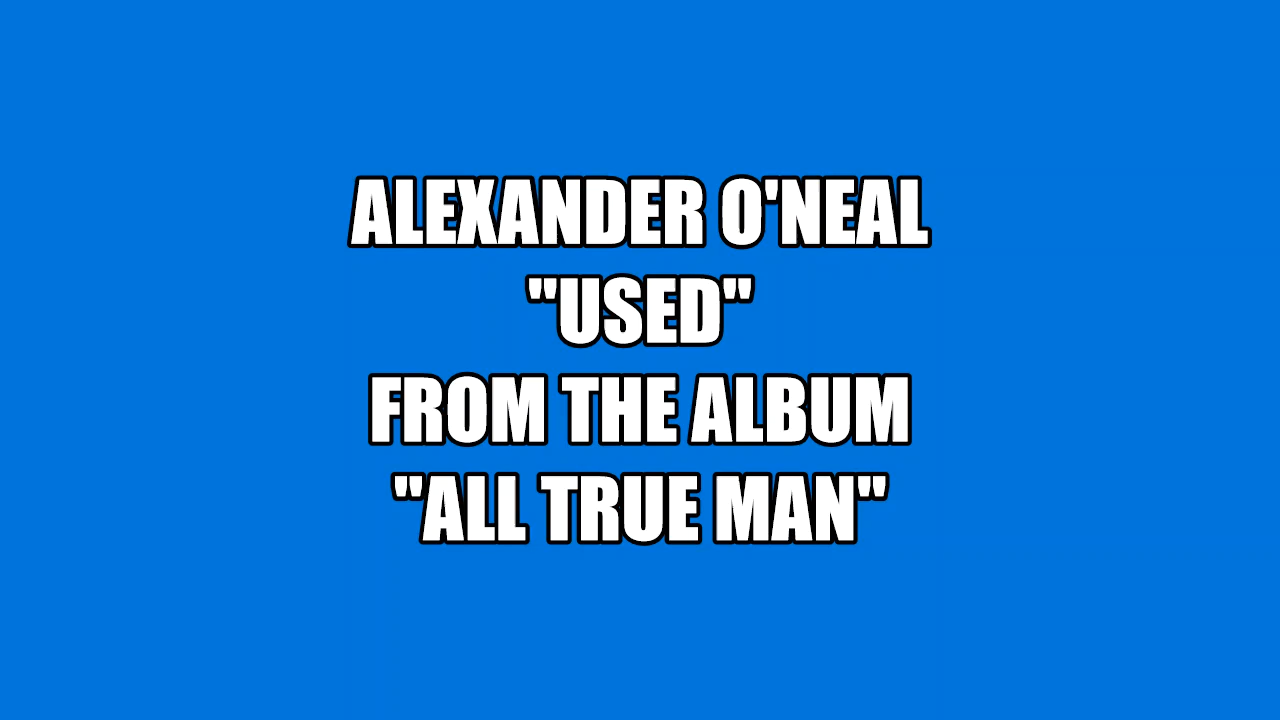 ALEXANDER O'NEAL
"USED"
FROM THE ALBUM
"ALL TRUE MAN"